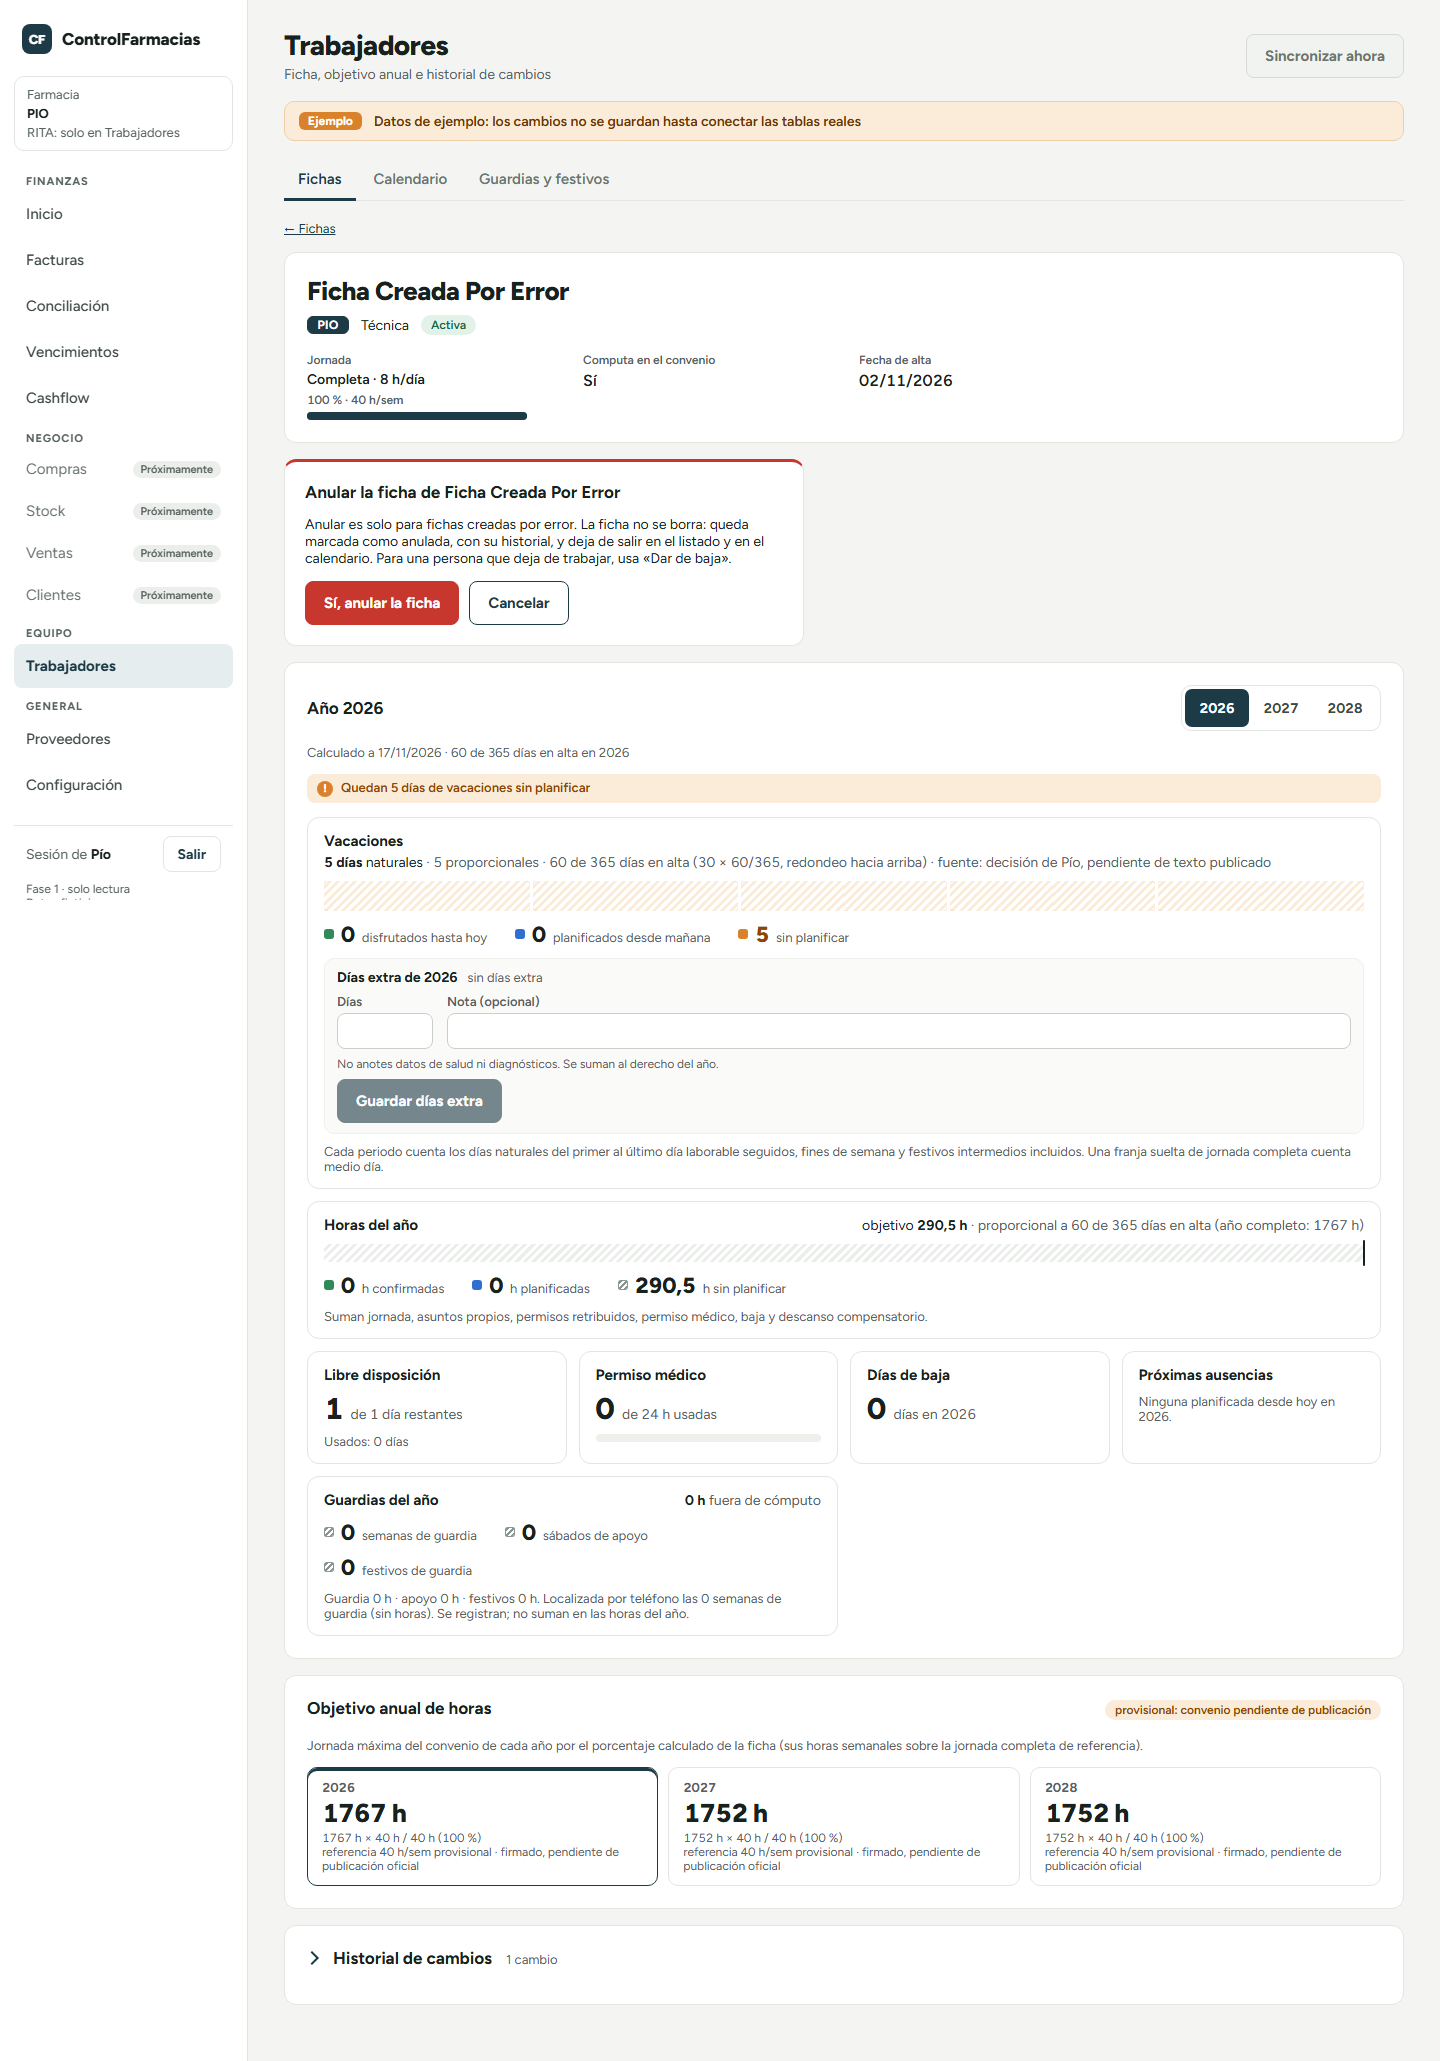 CF ControlFarmacias
Farmacia
PIO
RITA: solo en Trabajadores
FINANZAS
Inicio
Facturas
Conciliación
Vencimientos
Cashflow
NEGOCIO
Compras Próximamente
Stock Próximamente
Ventas Próximamente
Clientes Próximamente
EQUIPO
Trabajadores
GENERAL
Proveedores
Configuración
Sesión de Pío Salir
Fase 1 · solo lectura
Trabajadores
Ficha, objetivo anual e historial de cambios
Sincronizar ahora
Ejemplo Datos de ejemplo: los cambios no se guardan hasta conectar las tablas reales
Fichas Calendario Guardias y festivos
← Fichas
Ficha Creada Por Error
PIO Técnica Activa
Jornada Computa en el convenio Fecha de alta
Completa · 8 h/día Sí 02/11/2026
100 % · 40 h/sem
Anular la ficha de Ficha Creada Por Error
Anular es solo para fichas creadas por error. La ficha no se borra: queda
marcada como anulada, con su historial, y deja de salir en el listado y en el
calendario. Para una persona que deja de trabajar, usa «Dar de baja».
Sí, anular la ficha Cancelar
Año 2026 2026 2027 2028
Calculado a 17/11/2026 · 60 de 365 días en alta en 2026
! Quedan 5 días de vacaciones sin planificar
Vacaciones
5 días naturales · 5 proporcionales · 60 de 365 días en alta (30 × 60/365, redondeo hacia arriba) · fuente: decisión de Pío, pendiente de texto publicado
0 disfrutados hasta hoy 0 planificados desde mañana 5 sin planificar
Días extra de 2026 sin días extra
Días Nota (opcional)
No anotes datos de salud ni diagnósticos. Se suman al derecho del año.
Guardar días extra
Cada periodo cuenta los días naturales del primer al último día laborable seguidos, fines de semana y festivos intermedios incluidos. Una franja suelta de jornada completa cuenta
medio día.
Horas del año objetivo 290,5 h · proporcional a 60 de 365 días en alta (año completo: 1767 h)
0 h confirmadas 0 h planificadas 290,5 h sin planificar
Suman jornada, asuntos propios, permisos retribuidos, permiso médico, baja y descanso compensatorio.
Libre disposición
1 de 1 día restantes
Usados: 0 días
Permiso médico
0 de 24 h usadas
Días de baja
0 días en 2026
Próximas ausencias
Ninguna planificada desde hoy en
2026.
Guardias del año 0 h fuera de cómputo
0 semanas de guardia 0 sábados de apoyo
0 festivos de guardia
Guardia 0 h · apoyo 0 h · festivos 0 h. Localizada por teléfono las 0 semanas de
guardia (sin horas). Se registran; no suman en las horas del año.
Objetivo anual de horas provisional: convenio pendiente de publicación
Jornada máxima del convenio de cada año por el porcentaje calculado de la ficha (sus horas semanales sobre la jornada completa de referencia).
2026
1767 h
1767 h × 40 h / 40 h (100 %)
referencia 40 h/sem provisional · firmado, pendiente de
publicación oficial
2027
1752 h
1752 h × 40 h / 40 h (100 %)
referencia 40 h/sem provisional · firmado, pendiente de
publicación oficial
2028
1752 h
1752 h × 40 h / 40 h (100 %)
referencia 40 h/sem provisional · firmado, pendiente de
publicación oficial
Historial de cambios 1 cambio